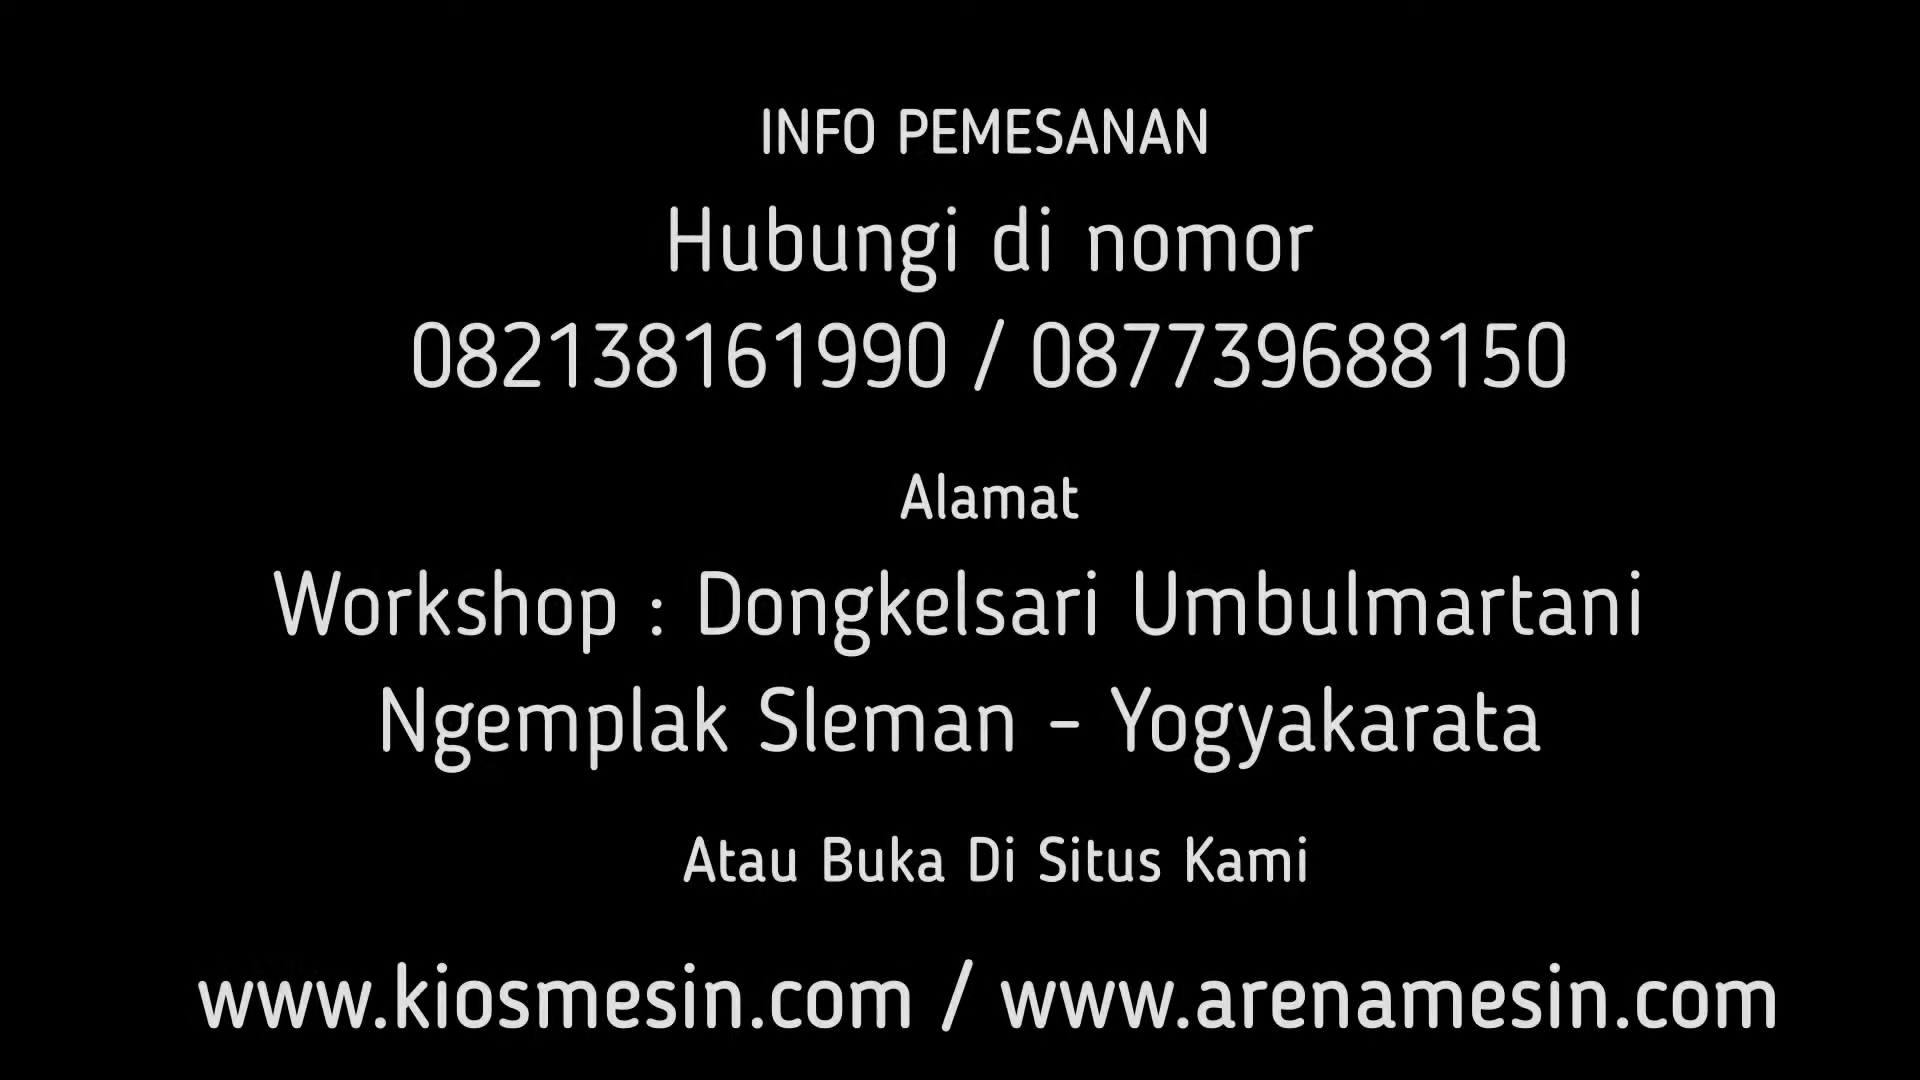 INFO PEMESANAN
Hubungi di nomor
082138161990 / 087739688150
Alamat
Workshop : Dongkelsari Umbulmartani
Ngemplak Sleman - Yogyakarata
Atau Buka Di Situs Kami
www.kiosmesin.com / www.arenamesin.com